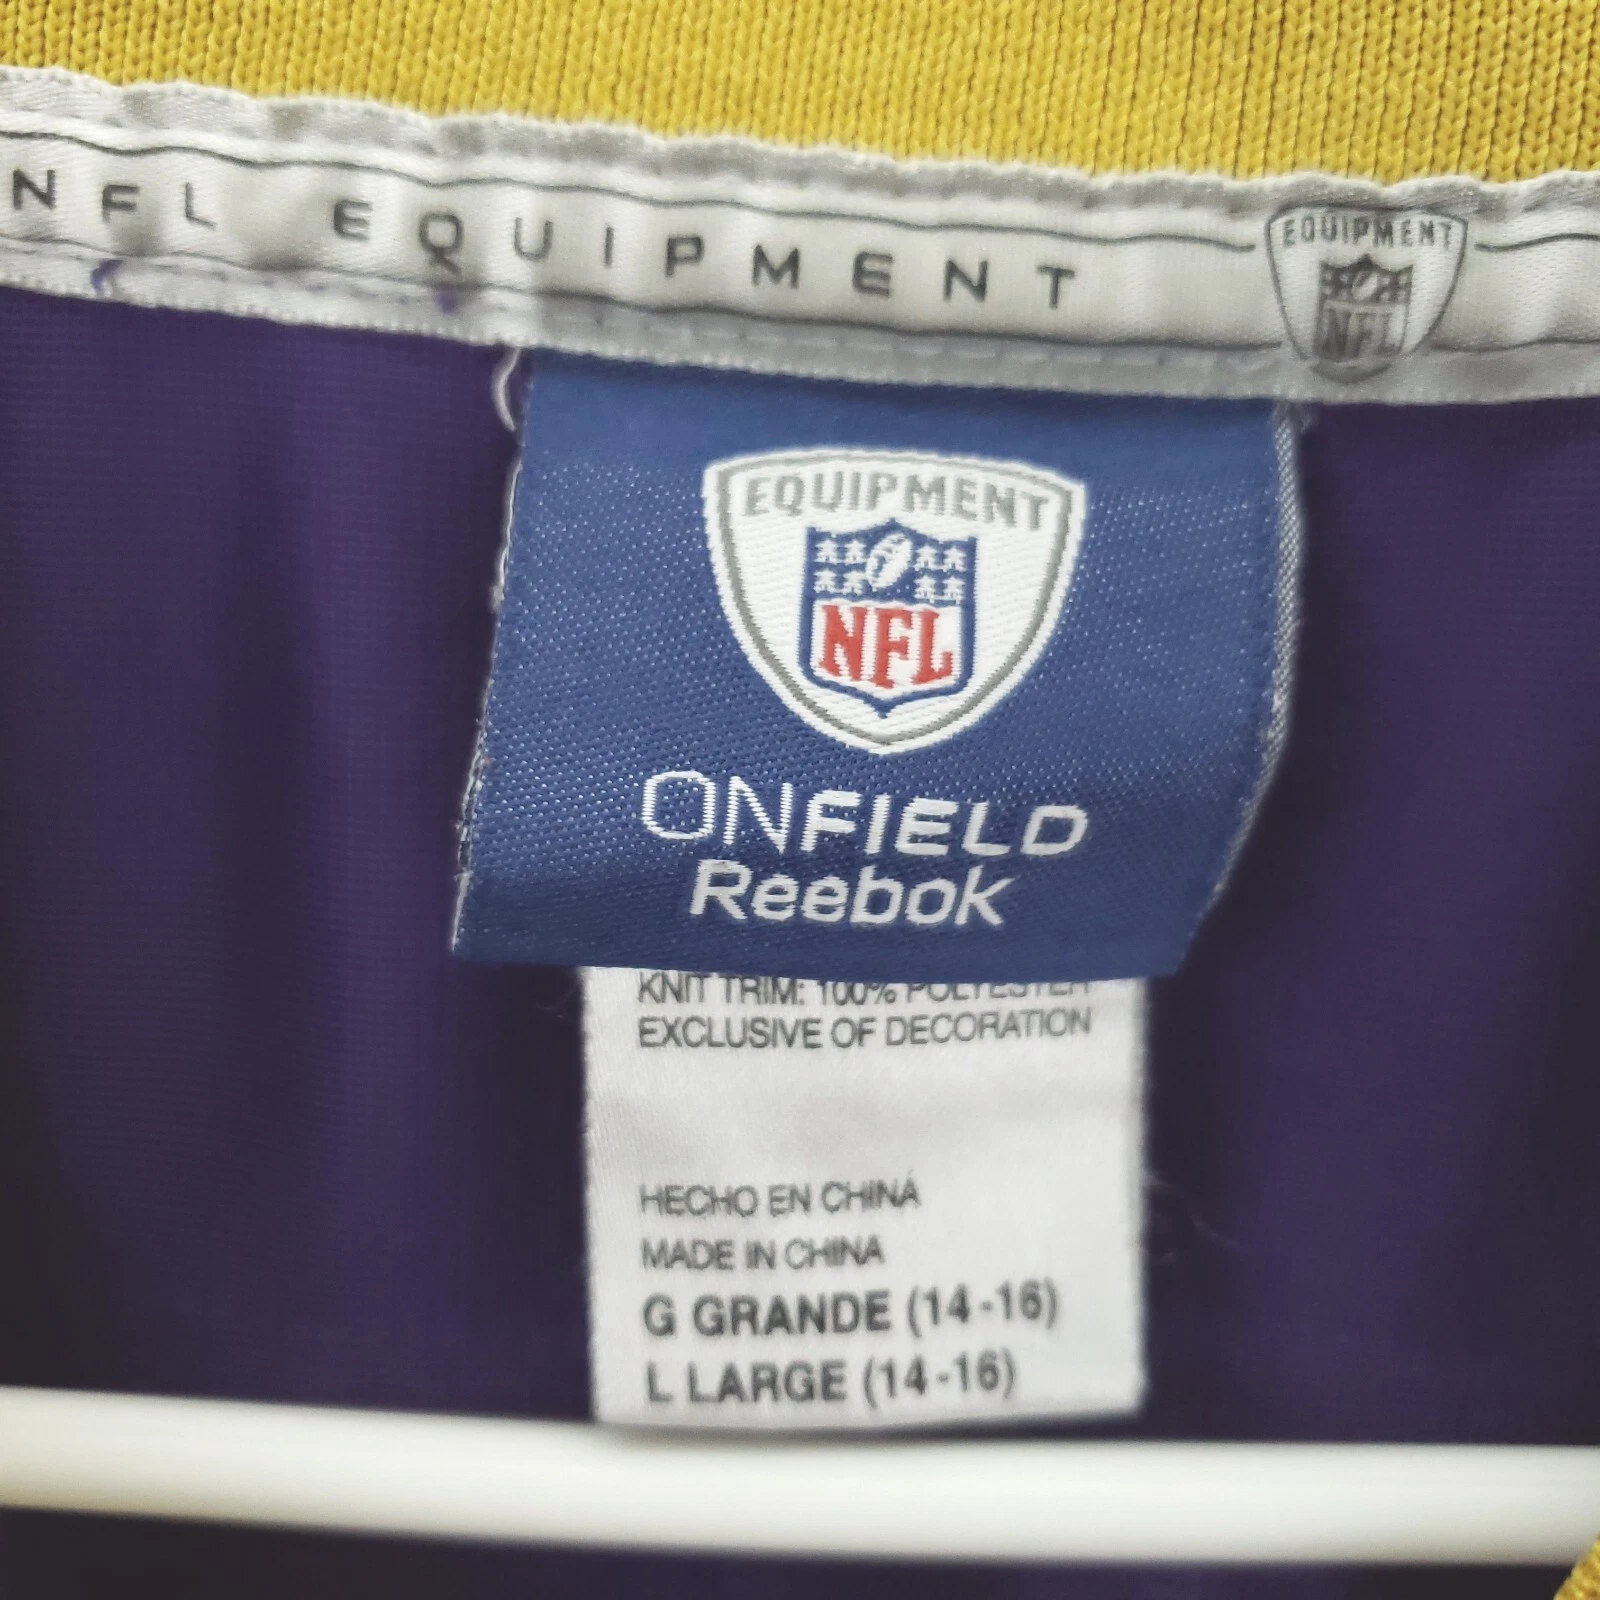 NFL EQUIPMENT
EQUIPMENT
NFL
EQUIPMENT
NFL
ONFIELD
Reebok
KNIT TRIM: 100% POLYESTER
EXCLUSIVE OF DECORATION
HECHO EN CHINA
MADE IN CHINA
G GRANDE (14-16)
L LARGE (14-16)